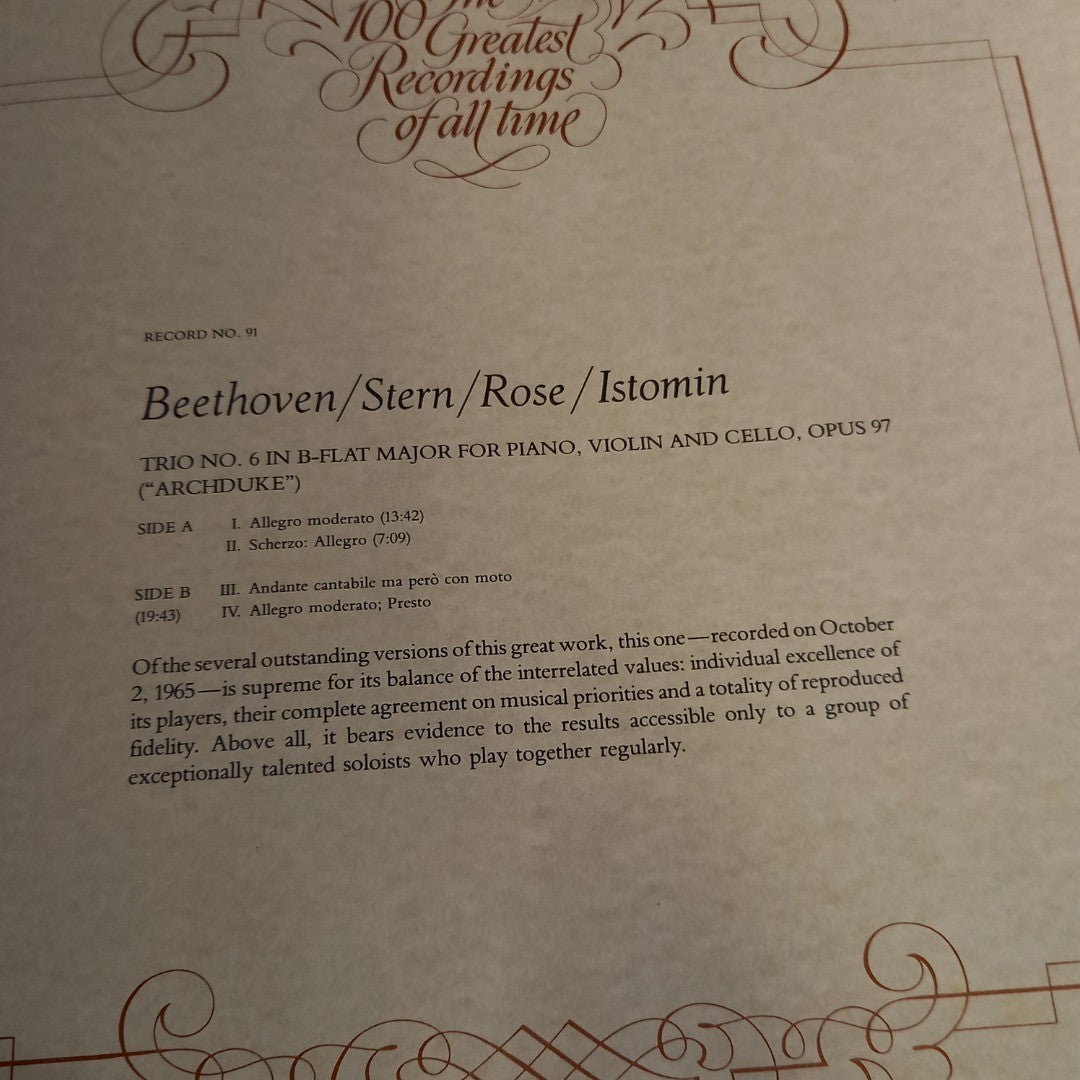 The
100 Greatest
Recordings
of all time
RECORD NO. 91
Beethoven/Stern/Rose/Istomin
TRIO NO. 6 IN B-FLAT MAJOR FOR PIANO, VIOLIN AND CELLO, OPUS 97
(“ARCHDUKE”)
SIDE A I. Allegro moderato (13:42)
II. Scherzo: Allegro (7:09)
SIDE B III. Andante cantabile ma però con moto
(19:43) IV. Allegro moderato; Presto
Of the several outstanding versions of this great work, this one—recorded on October
2, 1965—is supreme for its balance of the interrelated values: individual excellence of
its players, their complete agreement on musical priorities and a totality of reproduced
fidelity. Above all, it bears evidence to the results accessible only to a group of
exceptionally talented soloists who play together regularly.